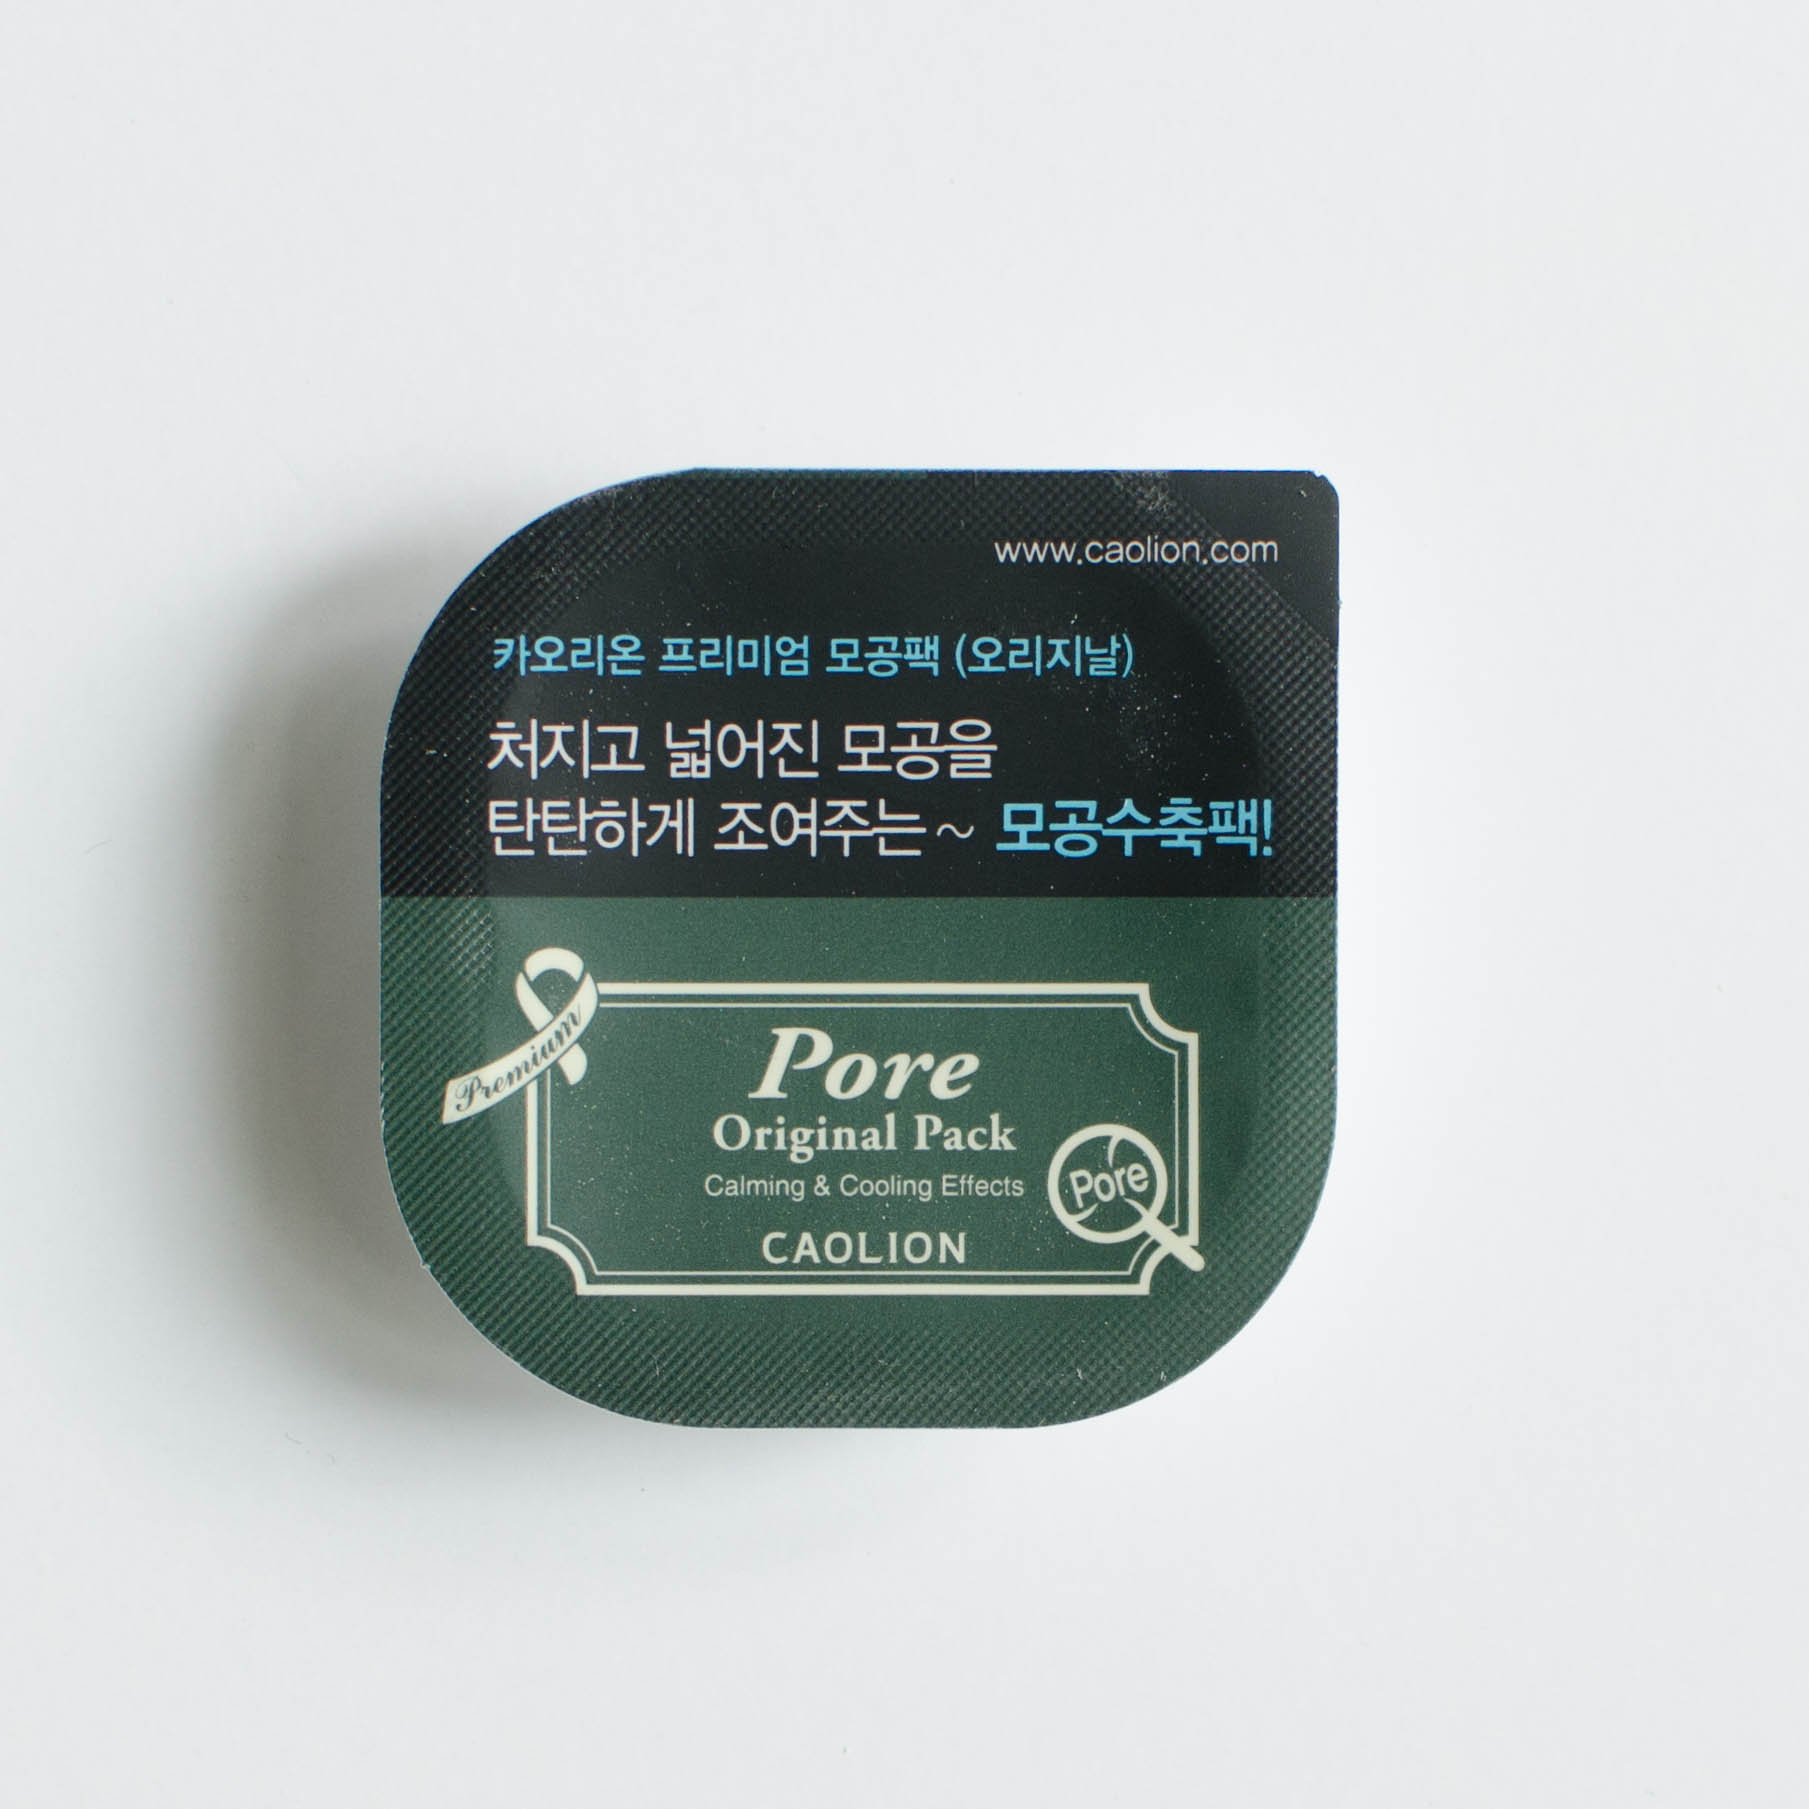 www.caolion.com
카오리온 프리미엄 모공팩 (오리지날)
처지고 넓어진 모공을
탄탄하게 조여주는~ 모공수축팩!
Premium
Pore
Original Pack
Calming & Cooling Effects
Pore
CAOLION